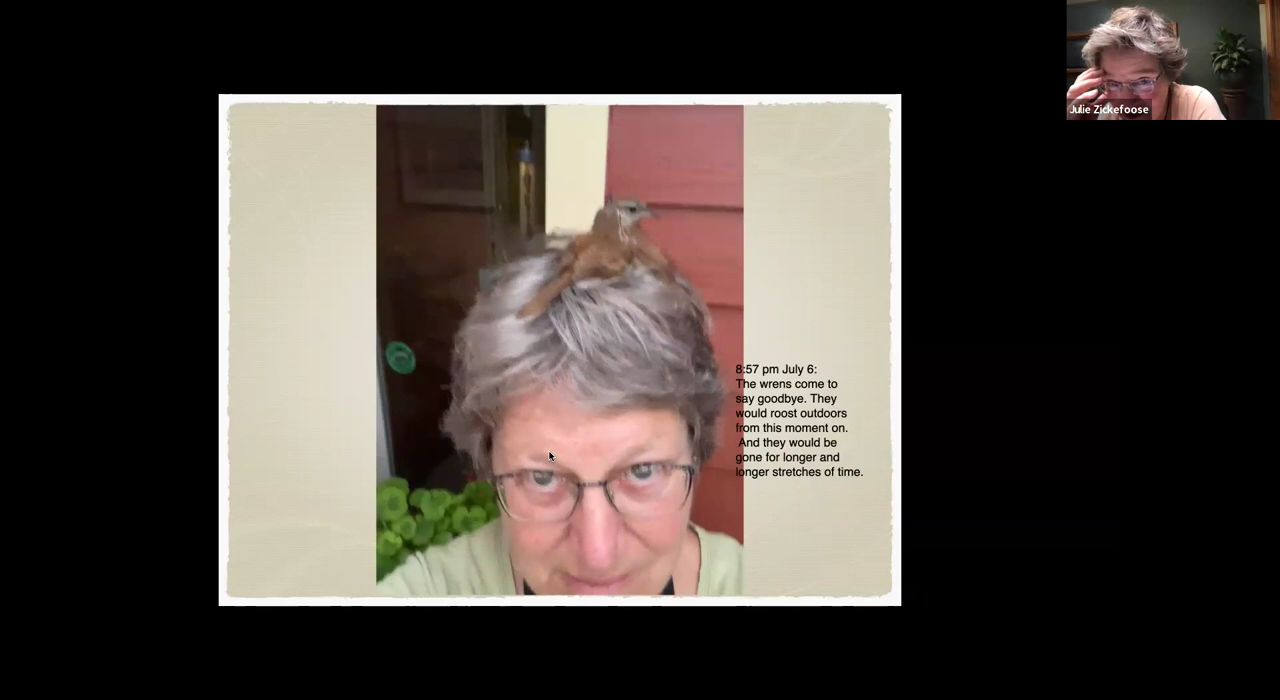 Julie Zickefoose
8:57 pm July 6:
The wrens come to
say goodbye. They
would roost outdoors
from this moment on.
And they would be
gone for longer and
longer stretches of time.